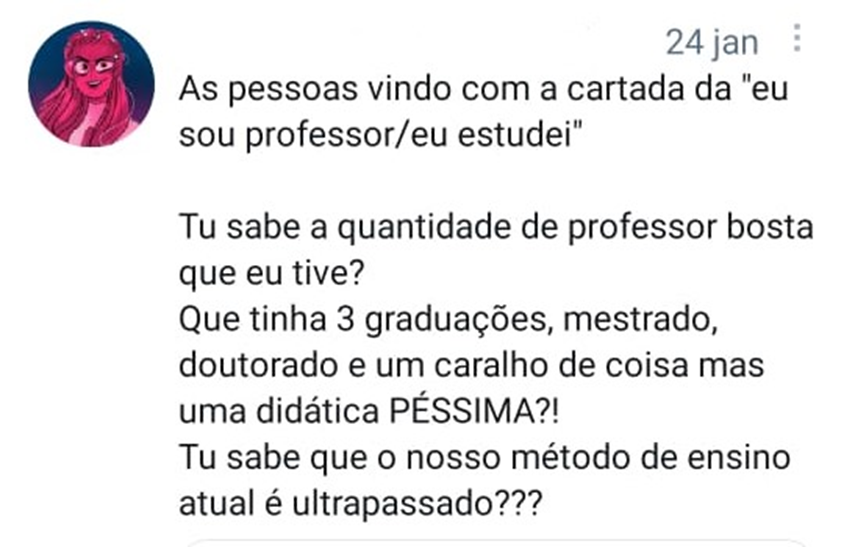 24 jan
As pessoas vindo com a cartada da "eu
sou professor/eu estudei"
Tu sabe a quantidade de professor bosta
que eu tive?
Que tinha 3 graduações, mestrado,
doutorado e um caralho de coisa mas
uma didática PÉSSIMA?!
Tu sabe que o nosso método de ensino
atual é ultrapassado???